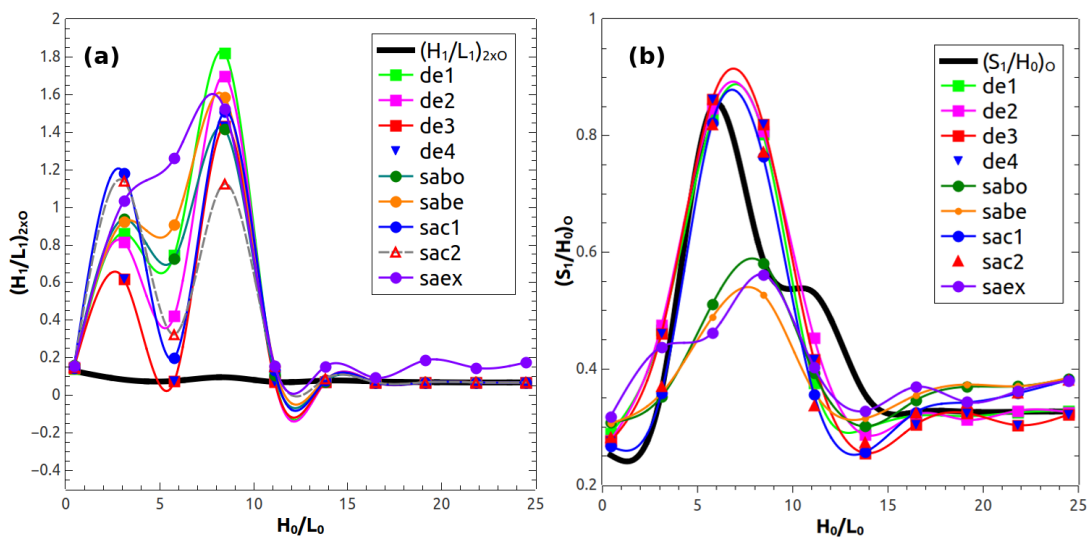 (a)
(H₁/L₁)₂ₓₒ
1.8
1.6
1.4
1.2
1
0.8
0.6
0.4
0.2
0
−0.2
−0.4
0 5 10 15 20 25
H₀/L₀
(H₁/L₁)₂ₓₒ
de1
de2
de3
de4
sabo
sabe
sac1
sac2
saex
(b)
(S₁/H₀)ₒ
1
0.8
0.6
0.4
0.2
0 5 10 15 20 25
H₀/L₀
(S₁/H₀)ₒ
de1
de2
de3
de4
sabo
sabe
sac1
sac2
saex